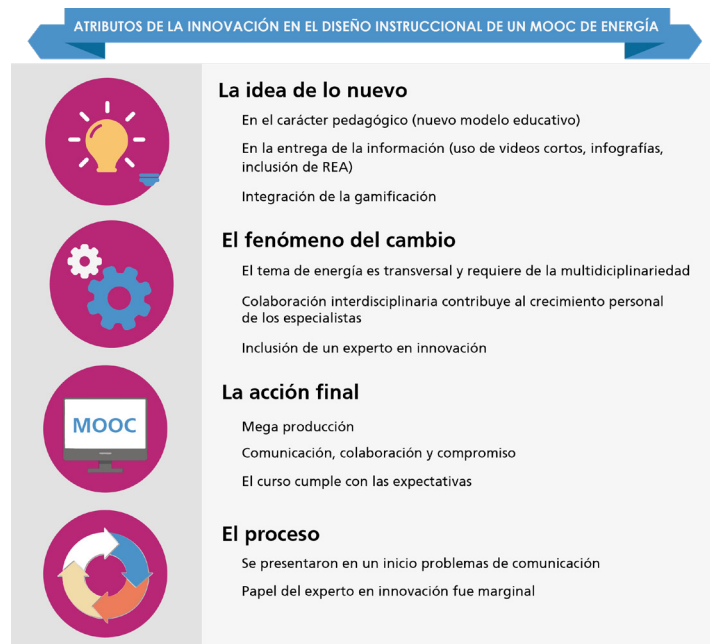 ATRIBUTOS DE LA INNOVACIÓN EN EL DISEÑO INSTRUCCIONAL DE UN MOOC DE ENERGÍA
La idea de lo nuevo
En el carácter pedagógico (nuevo modelo educativo)
En la entrega de la información (uso de videos cortos, infografías,
inclusión de REA)
Integración de la gamificación
El fenómeno del cambio
El tema de energía es transversal y requiere de la multidiciplinariedad
Colaboración interdisciplinaria contribuye al crecimiento personal
de los especialistas
Inclusión de un experto en innovación
La acción final
MOOC
Mega producción
Comunicación, colaboración y compromiso
El curso cumple con las expectativas
El proceso
Se presentaron en un inicio problemas de comunicación
Papel del experto en innovación fue marginal